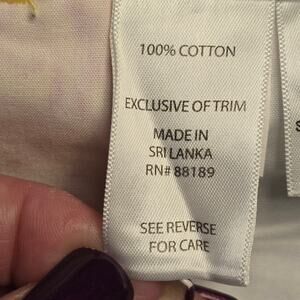 100% COTTON
EXCLUSIVE OF TRIM
MADE IN
SRI LANKA
RN# 88189
SEE REVERSE
FOR CARE